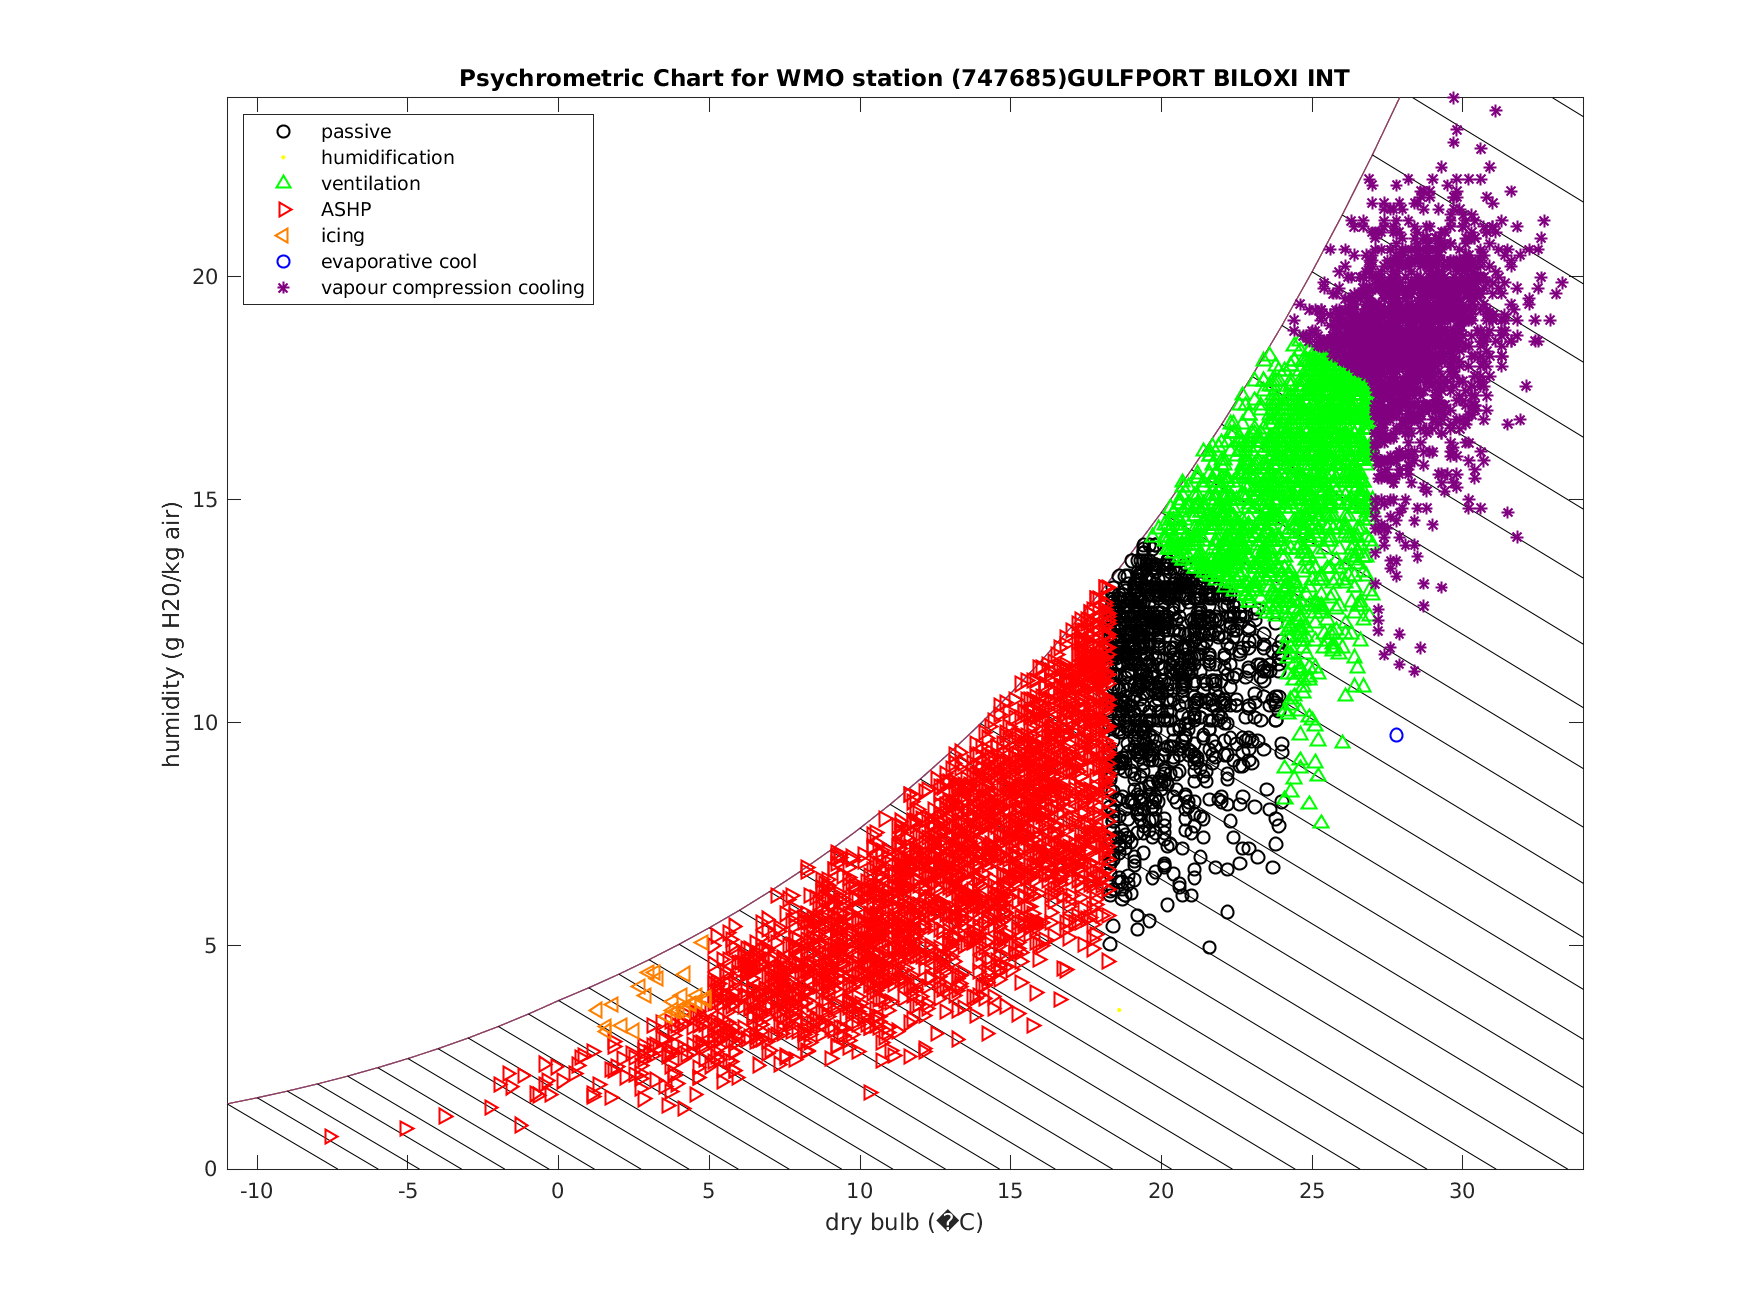 Psychrometric Chart for WMO station (747685)GULFPORT BILOXI INT
passive
humidification
ventilation
ASHP
icing
evaporative cool
vapour compression cooling
humidity (g H20/kg air)
20
15
10
5
0
-10 -5 0 5 10 15 20 25 30
dry bulb (�C)